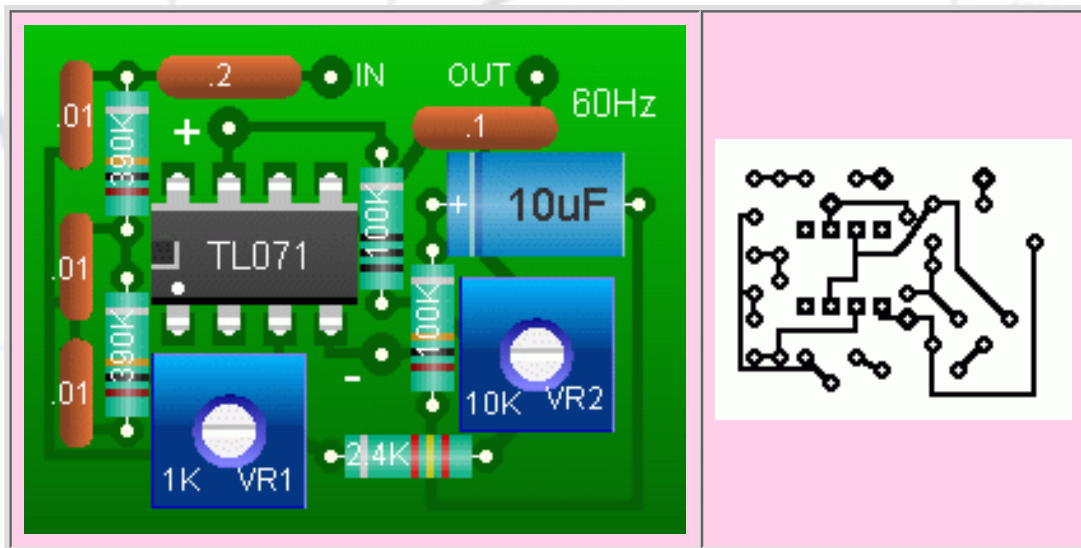 .2
IN
OUT
60Hz
.01
390K
+
.1
100K
+
10uF
TL071
.01
100K
390K
.01
-
10K
VR2
1K
VR1
2.4K